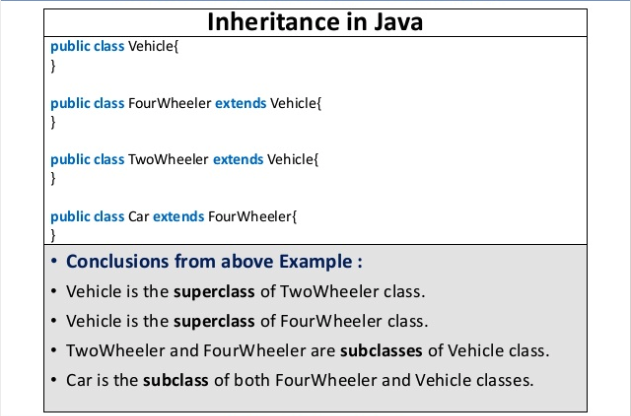 Inheritance in Java
public class Vehicle{
}
public class FourWheeler extends Vehicle{
}
public class TwoWheeler extends Vehicle{
}
public class Car extends FourWheeler{
}
• Conclusions from above Example :
• Vehicle is the superclass of TwoWheeler class.
• Vehicle is the superclass of FourWheeler class.
• TwoWheeler and FourWheeler are subclasses of Vehicle class.
• Car is the subclass of both FourWheeler and Vehicle classes.